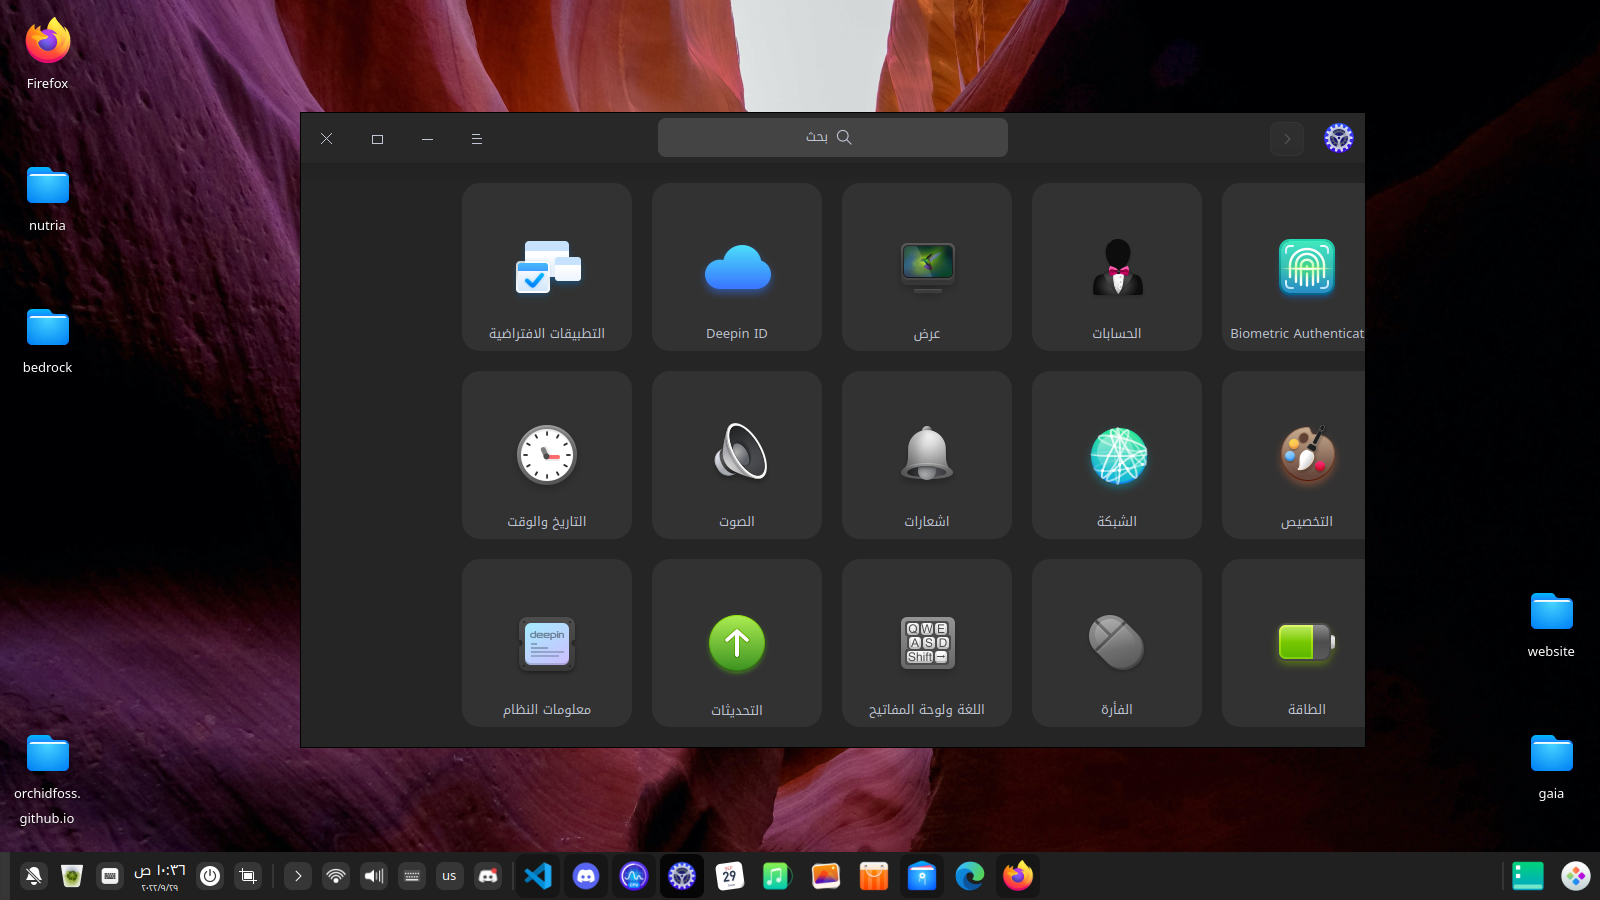 Firefox
nutria
bedrock
orchidfoss.
github.io
website
gaia
بحث
Biometric Authenticat
الحسابات
عرض
Deepin ID
التطبيقات الافتراضية
التخصيص
الشبكة
اشعارات
الصوت
التاريخ والوقت
الطاقة
الفأرة
اللغة ولوحة المفاتيح
Q W E
A S D
Shift
التحديثات
معلومات النظام
deepin
١٠:٣٦ ص
٢٠٢٢/٩/٢٩
us
29